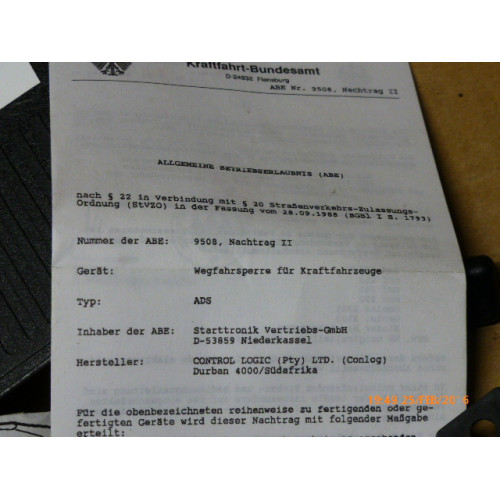 Kraftfahrt-Bundesamt
D-24932 Flensburg
ABE Nr. 9508, Nachtrag II
ALLGEMEINE BETRIEBSERLAUBNIS (ABE)
nach § 22 in Verbindung mit § 20 Straßenverkehrs-Zulassungs-
Ordnung (StVZO) in der Fassung vom 28.09.1988 (BGBl I S. 1793)
Nummer der ABE: 9508, Nachtrag II
Gerät: Wegfahrsperre für Kraftfahrzeuge
Typ: ADS
Inhaber der ABE: Starttronik Vertriebs-GmbH
D-53859 Niederkassel
Hersteller: CONTROL LOGIC (Pty) LTD. (Conlog)
Durban 4000/Südafrika
Für die obenbezeichneten reihenweise zu fertigenden oder ge-
fertigten Geräte wird dieser Nachtrag mit folgender Maßgabe
erteilt: